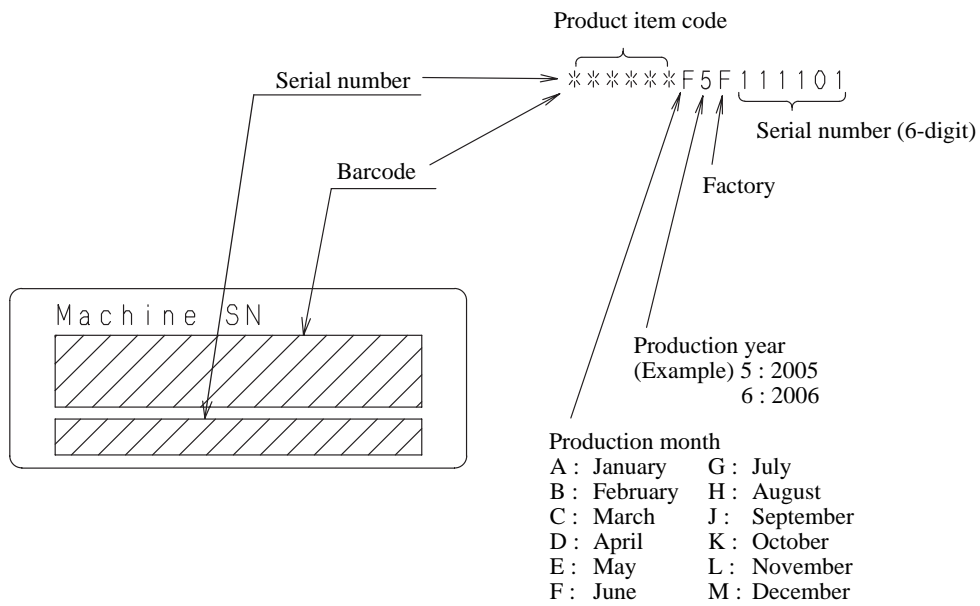 Product item code
Serial number
******F5F111101
Serial number (6-digit)
Barcode
Factory
Machine SN
Production year
(Example) 5 : 2005
6 : 2006
Production month
A : January G : July
B : February H : August
C : March J : September
D : April K : October
E : May L : November
F : June M : December